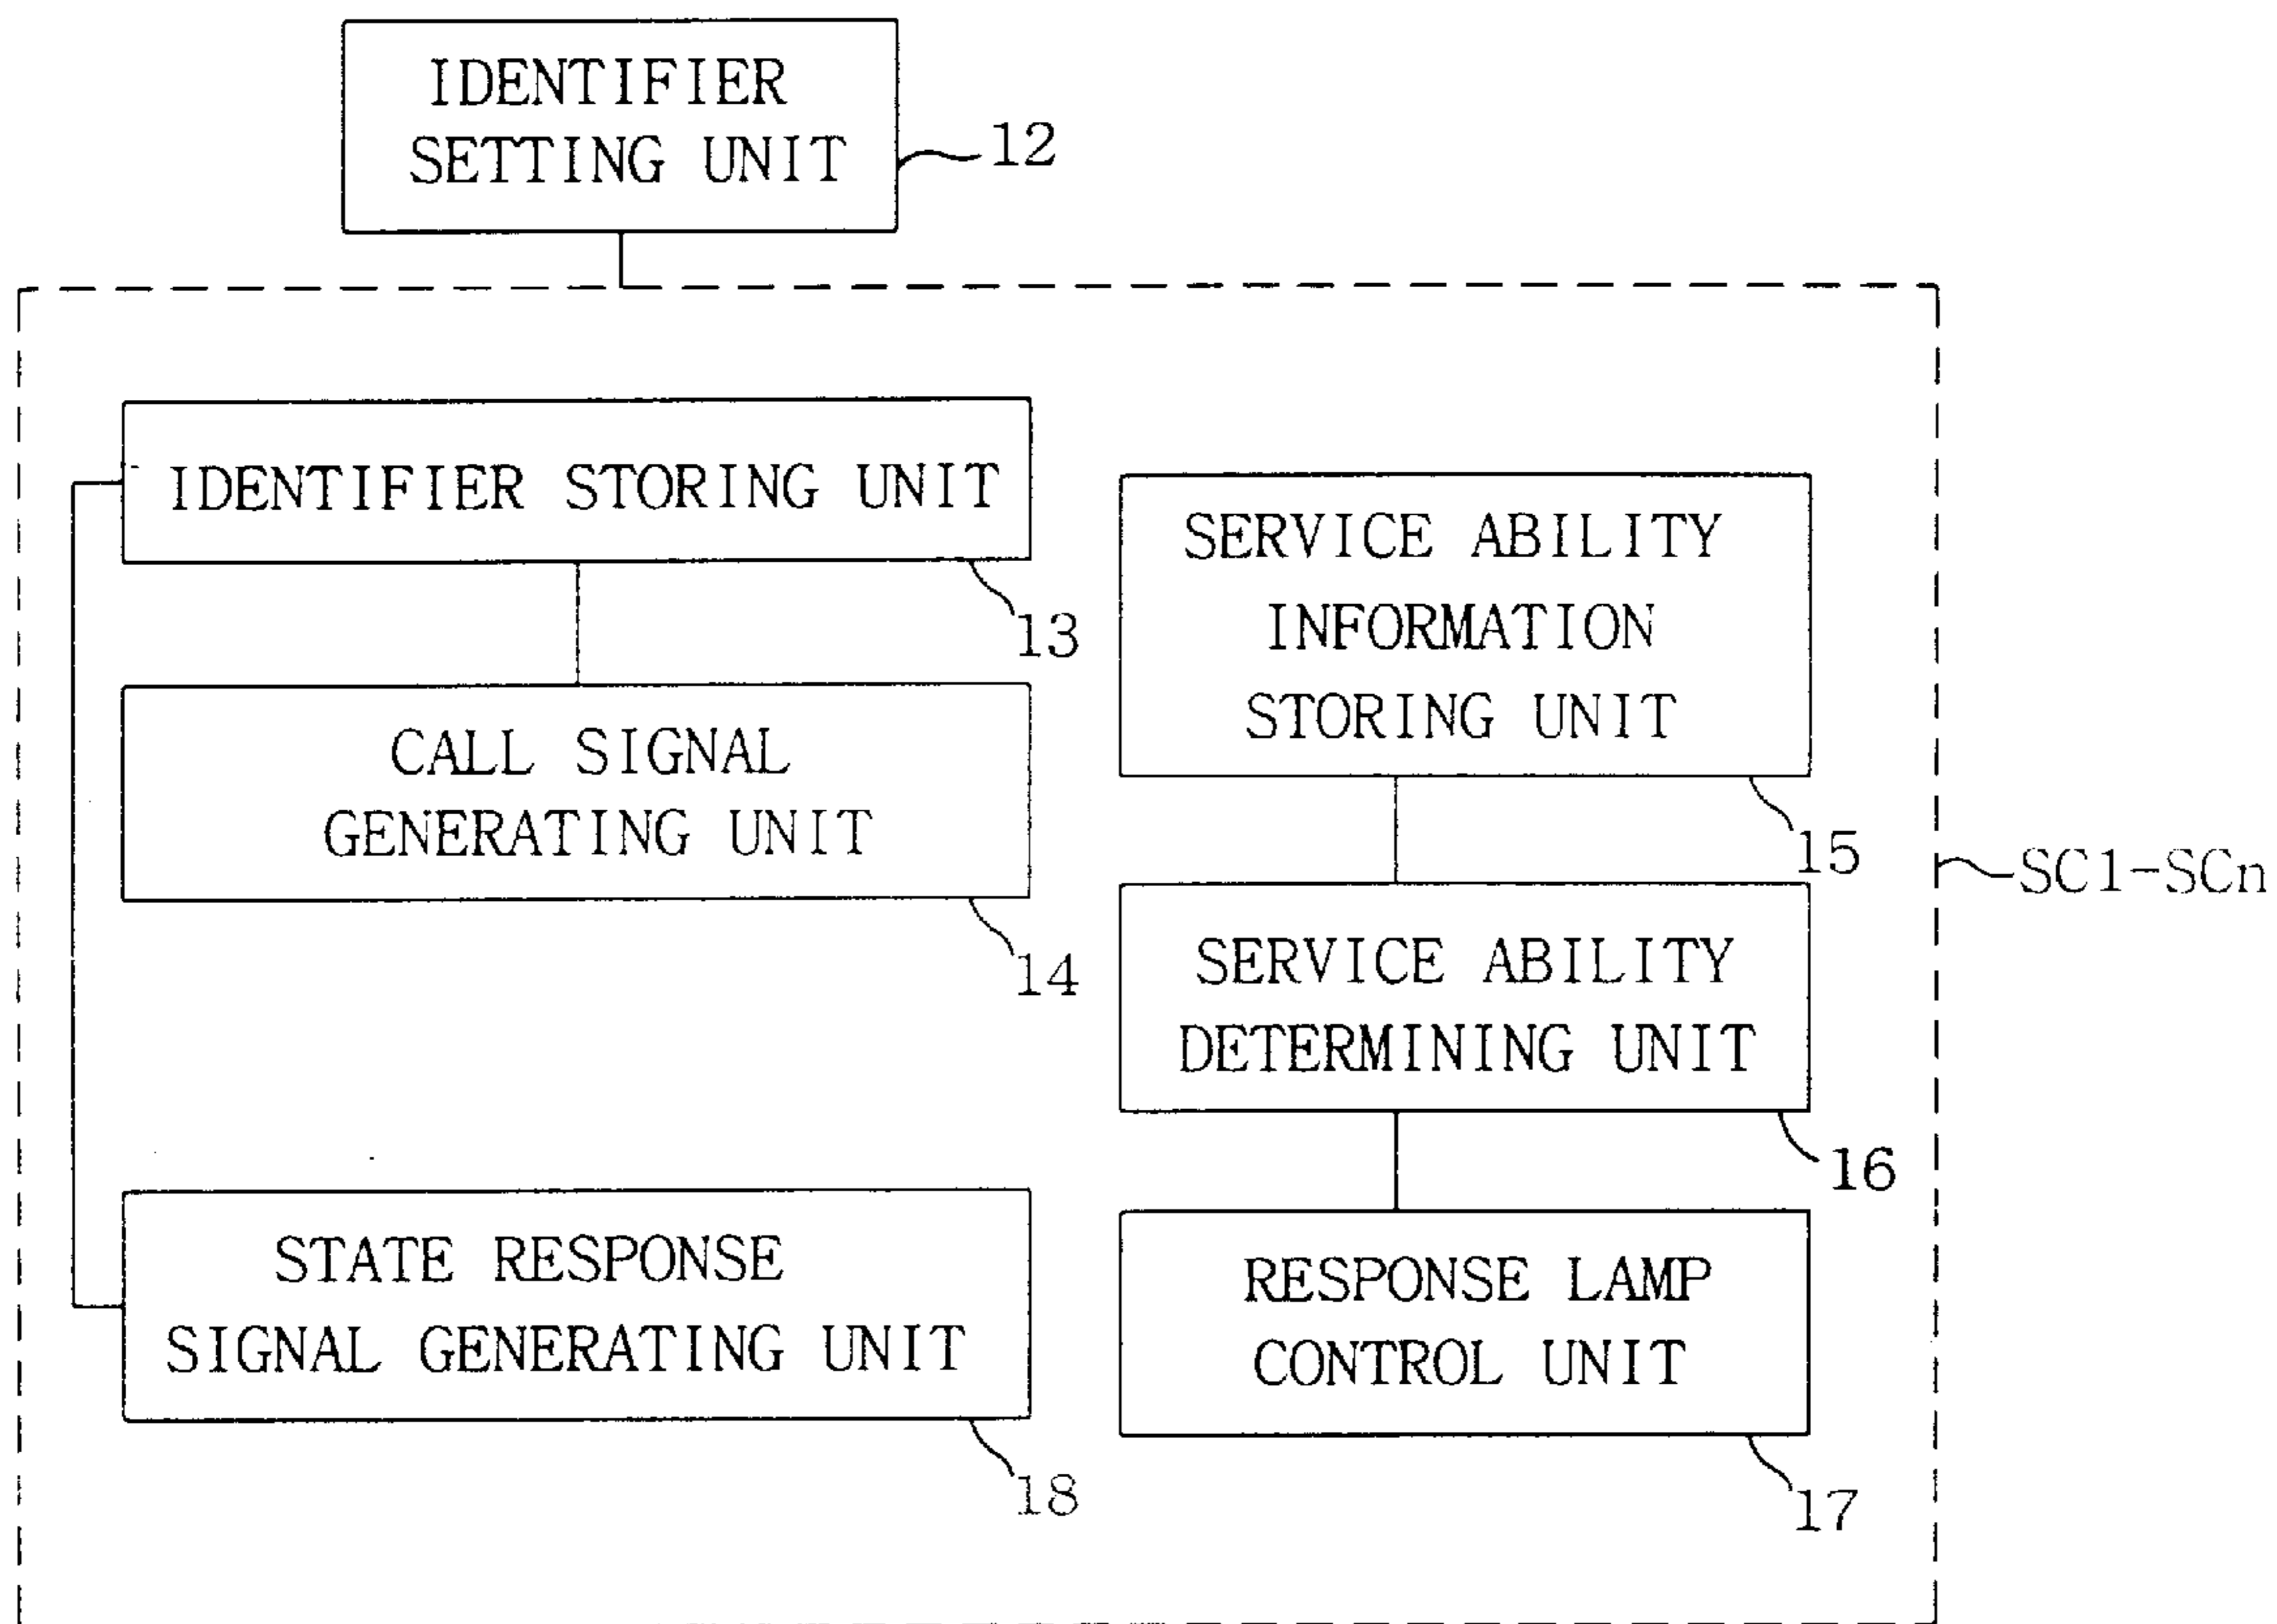 IDENTIFIER
SETTING UNIT
12
IDENTIFIER STORING UNIT
13
CALL SIGNAL
GENERATING UNIT
14
SERVICE ABILITY
INFORMATION
STORING UNIT
15
SC1-SCn
SERVICE ABILITY
DETERMINING UNIT
16
STATE RESPONSE
SIGNAL GENERATING UNIT
18
RESPONSE LAMP
CONTROL UNIT
17